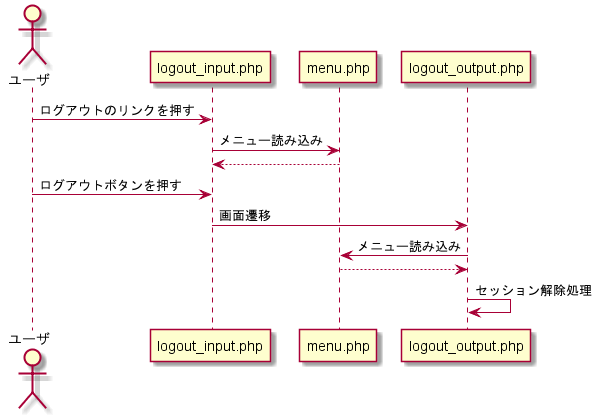 ユーザ
logout_input.php
menu.php
logout_output.php
ログアウトのリンクを押す
メニュー読み込み
ログアウトボタンを押す
画面遷移
メニュー読み込み
セッション解除処理
ユーザ
logout_input.php
menu.php
logout_output.php